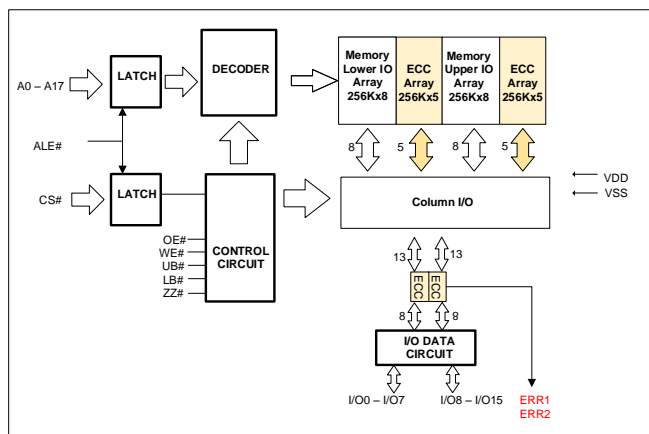 A0 – A17
LATCH
DECODER
Memory
Lower IO
Array
256Kx8
ECC
Array
256Kx5
Memory
Upper IO
Array
256Kx8
ECC
Array
256Kx5
ALE#
8
5
8
5
CS#
LATCH
Column I/O
VDD
VSS
OE#
WE#
UB#
LB#
ZZ#
CONTROL
CIRCUIT
13
13
ECC
ECC
8
8
I/O DATA
CIRCUIT
I/O0 – I/O7
I/O8 – I/O15
ERR1
ERR2